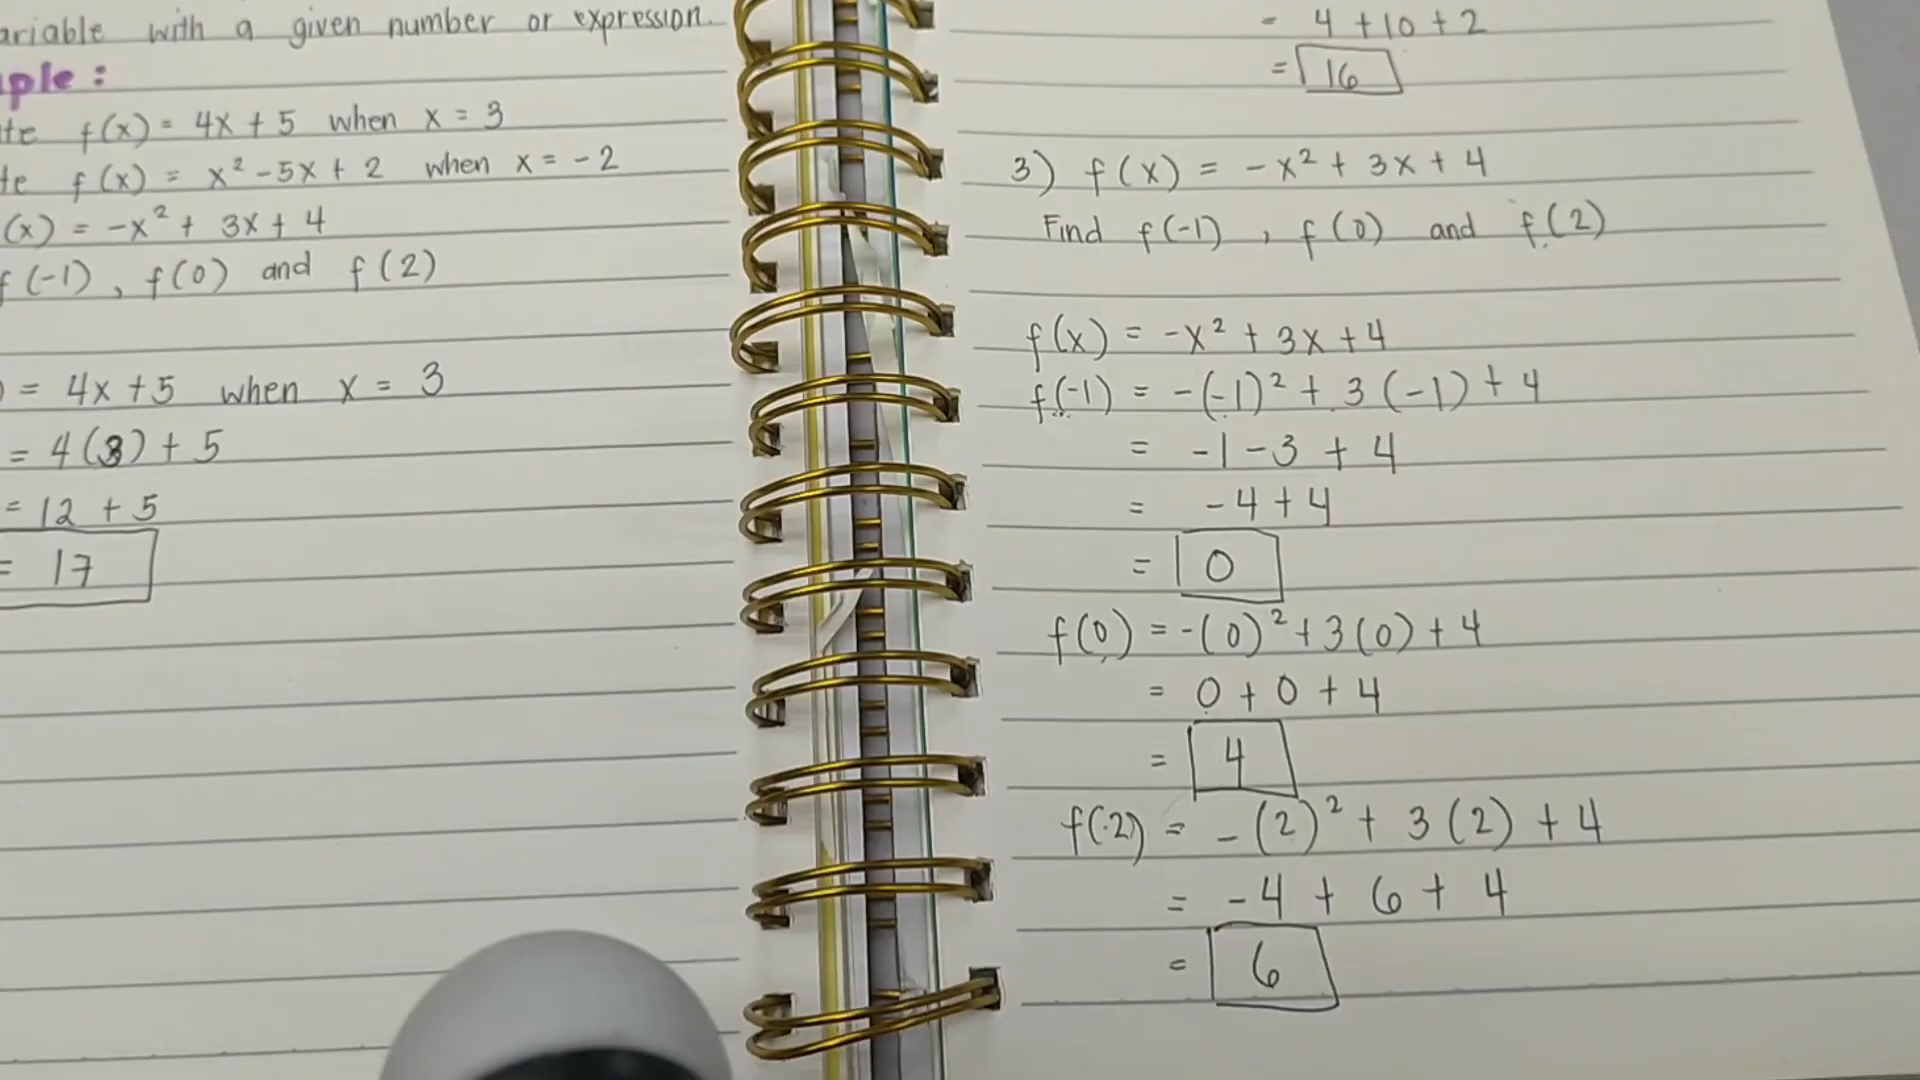 with a given number or expression.
f(x) = 4x + 5 when x = 3
f(x) = x² - 5x + 2 when x = -2
(x) = -x² + 3x + 4
f(-1), f(0) and f(2)
) = 4x + 5 when x = 3
= 4(3) + 5
= 12 + 5
= 17
= 4 + 10 + 2
= 16
3) f(x) = -x² + 3x + 4
Find f(-1), f(0) and f(2)
f(x) = -x² + 3x + 4
f(-1) = -(-1)² + 3(-1) + 4
= -1 - 3 + 4
= -4 + 4
= 0
f(0) = -(0)² + 3(0) + 4
= 0 + 0 + 4
= 4
f(2) = -(2)² + 3(2) + 4
= -4 + 6 + 4
= 6